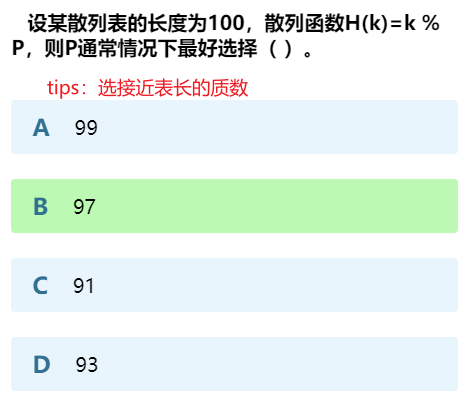 设某散列表的长度为100，散列函数H(k)=k %
P，则P通常情况下最好选择（ ）。
tips：选接近表长的质数
A 99
B 97
C 91
D 93